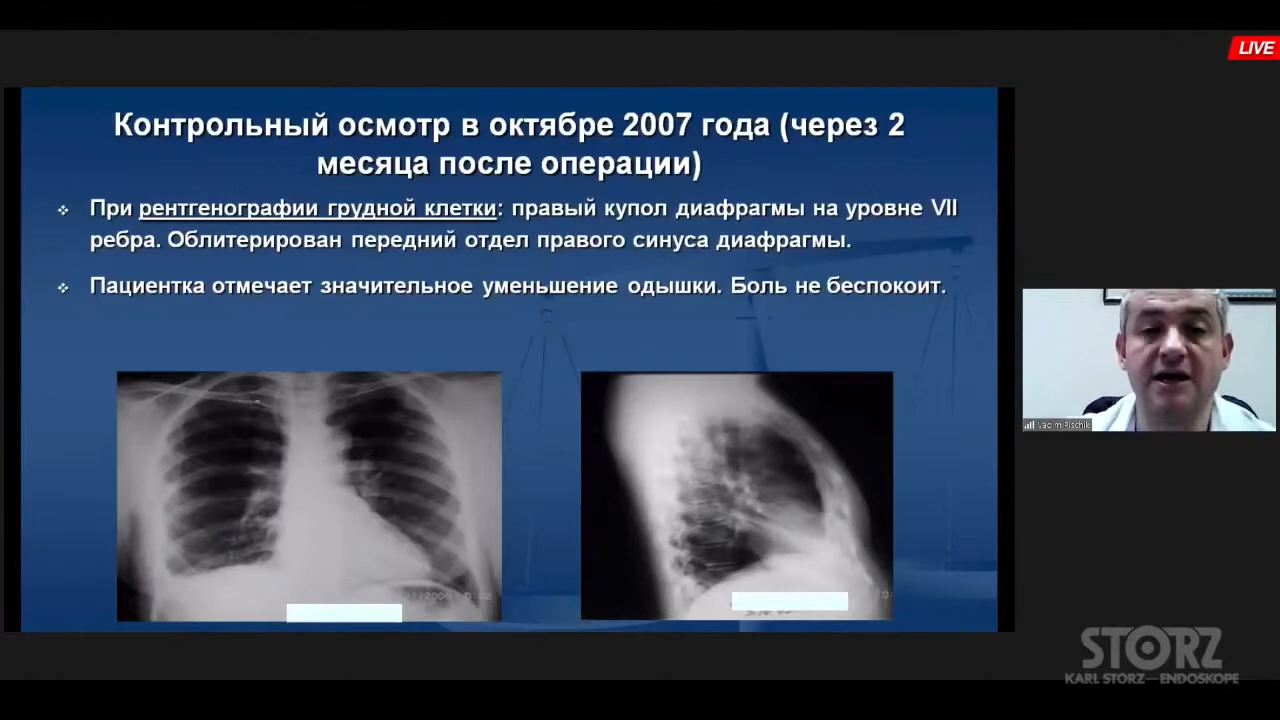 LIVE
Контрольный осмотр в октябре 2007 года (через 2
месяца после операции)
При рентгенографии грудной клетки: правый купол диафрагмы на уровне VII
ребра. Облитерирован передний отдел правого синуса диафрагмы.
Пациентка отмечает значительное уменьшение одышки. Боль не беспокоит.
Vadim Pischik
STORZ
KARL STORZ—ENDOSKOPE